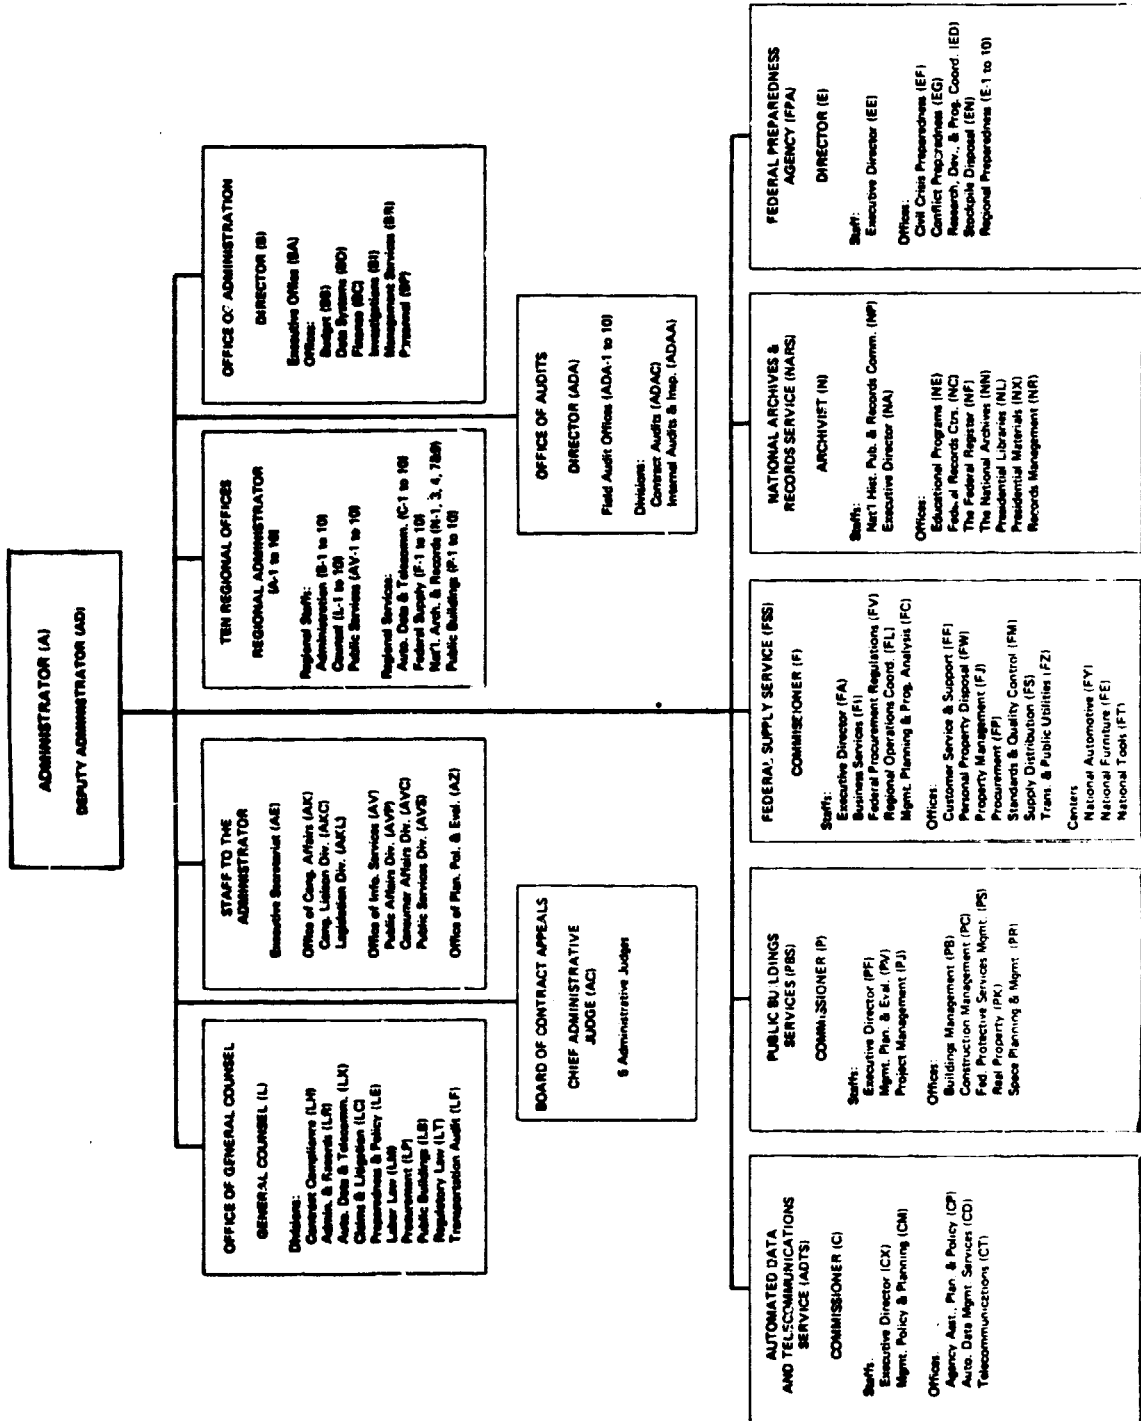 ADMINISTRATOR (A)
DEPUTY ADMINISTRATOR (AD)
OFFICE OF GENERAL COUNSEL
GENERAL COUNSEL (L)
Divisions:
Contract Compliance (LH)
Admin. & Records (LR)
Auto. Data & Telecomm. (LX)
Claims & Litigation (LC)
Preparedness & Policy (LE)
Labor Law (LM)
Procurement (LP)
Public Buildings (LB)
Regulatory Law (LT)
Transportation Audit (LF)
STAFF TO THE
ADMINISTRATOR
Executive Secretariat (AE)
Office of Cong. Affairs (AK)
Cong. Liaison Div. (AKC)
Legislation Div. (AKL)
Office of Info. Services (AV)
Public Affairs Div. (AVP)
Consumer Affairs Div. (AVC)
Public Services Div. (AVS)
Office of Plan. Pol. & Eval. (AZ)
TEN REGIONAL OFFICES
REGIONAL ADMINISTRATOR
(A-1 to 10)
Regional Staffs:
Administration (B-1 to 10)
Counsel (L-1 to 10)
Public Services (AV-1 to 10)
Regional Services:
Auto. Data & Telecomm. (C-1 to 10)
Federal Supply (F-1 to 10)
Nat'l. Arch. & Records (N-1, 3, 4, 7&9)
Public Buildings (P-1 to 10)
OFFICE OF ADMINISTRATION
DIRECTOR (B)
Executive Office (BA)
Offices:
Budget (BB)
Data Systems (BD)
Finance (BC)
Investigations (BI)
Management Services (BR)
Personnel (BP)
BOARD OF CONTRACT APPEALS
CHIEF ADMINISTRATIVE
JUDGE (AC)
6 Administrative Judges
OFFICE OF AUDITS
DIRECTOR (ADA)
Field Audit Offices (ADA-1 to 10)
Divisions:
Contract Audits (ADAC)
Internal Audits & Insp. (ADAA)
AUTOMATED DATA
AND TELECOMMUNICATIONS
SERVICE (ADTS)
COMMISSIONER (C)
Staffs:
Executive Director (CX)
Mgmt. Policy & Planning (CM)
Offices:
Agency Asst., Plan. & Policy (CP)
Auto. Data Mgmt Services (CD)
Telecommunications (CT)
PUBLIC BUILDINGS
SERVICES (PBS)
COMMISSIONER (P)
Staffs:
Executive Director (PF)
Mgmt. Plan. & Eval. (PV)
Project Management (PJ)
Offices:
Buildings Management (PB)
Construction Management (PC)
Fed. Protective Services Mgmt. (PS)
Real Property (PK)
Space Planning & Mgmt. (PR)
FEDERAL SUPPLY SERVICE (FSS)
COMMISSIONER (F)
Staffs:
Executive Director (FA)
Business Services (FI)
Federal Procurement Regulations (FV)
Regional Operations Coord. (FL)
Mgmt. Planning & Prog. Analysis (FC)
Offices:
Customer Service & Support (FF)
Personal Property Disposal (FW)
Property Management (FJ)
Procurement (FP)
Standards & Quality Control (FM)
Supply Distribution (FS)
Trans. & Public Utilities (FZ)
Centers
National Automotive (FY)
National Furniture (FE)
National Tools (FT)
NATIONAL ARCHIVES &
RECORDS SERVICE (NARS)
ARCHIVIST (N)
Staffs:
Nat'l Hist. Pub. & Records Comm. (NP)
Executive Director (NA)
Offices:
Educational Programs (NE)
Federal Records Ctrs. (NC)
The Federal Register (NF)
The National Archives (NN)
Presidential Libraries (NL)
Presidential Materials (NX)
Records Management (NR)
FEDERAL PREPAREDNESS
AGENCY (FPA)
DIRECTOR (E)
Staff:
Executive Director (EE)
Offices:
Civil Crisis Preparedness (EF)
Conflict Preparedness (EG)
Research, Dev., & Prog. Coord. (ED)
Stockpile Disposal (EN)
Regional Preparedness (E-1 to 10)